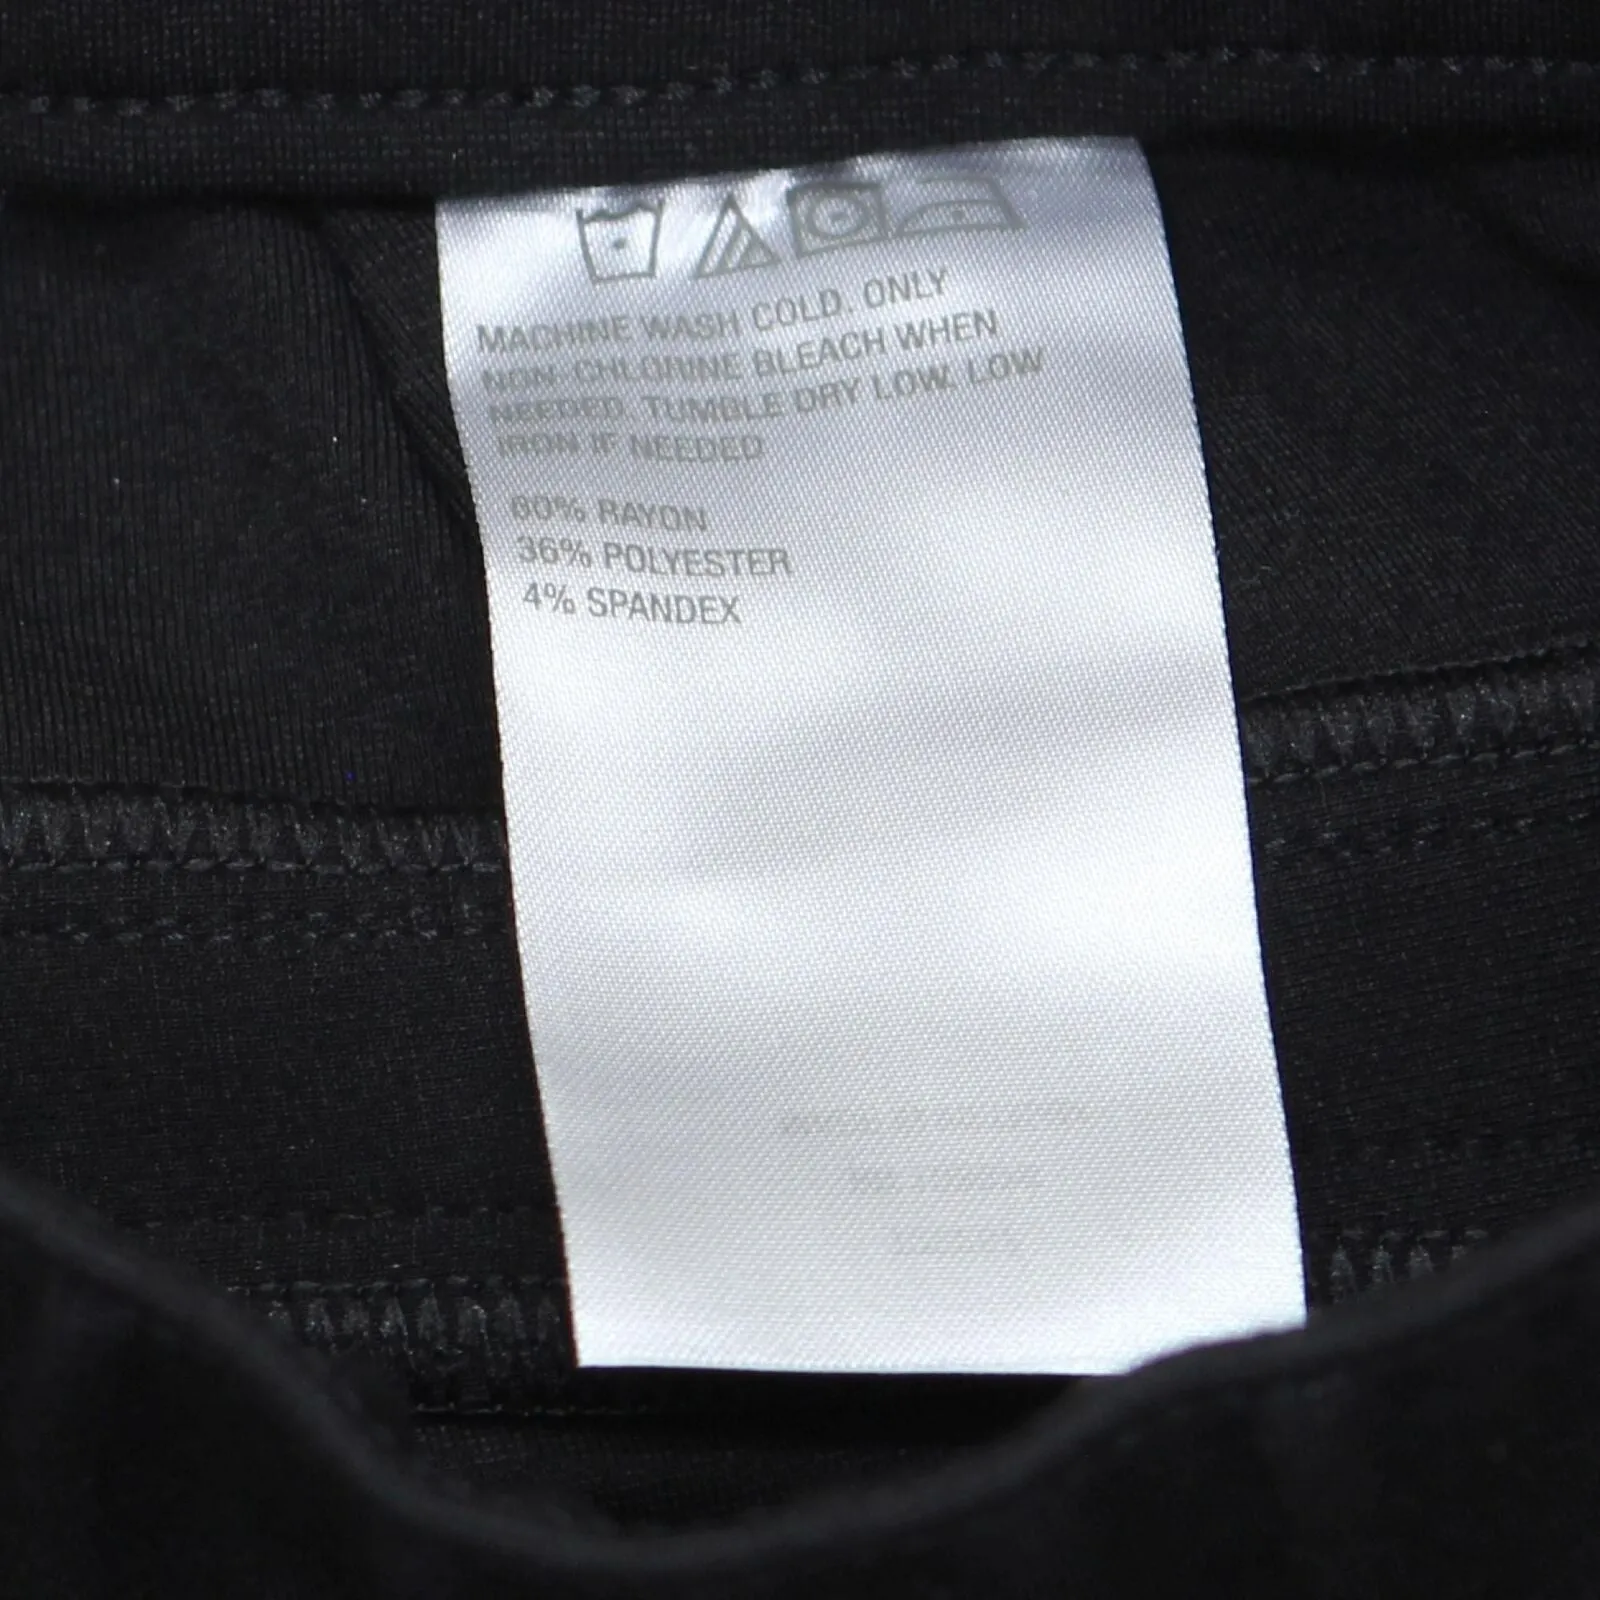 MACHINE WASH COLD. ONLY
NON-CHLORINE BLEACH WHEN
NEEDED. TUMBLE DRY LOW. LOW
IRON IF NEEDED
60% RAYON
36% POLYESTER
4% SPANDEX